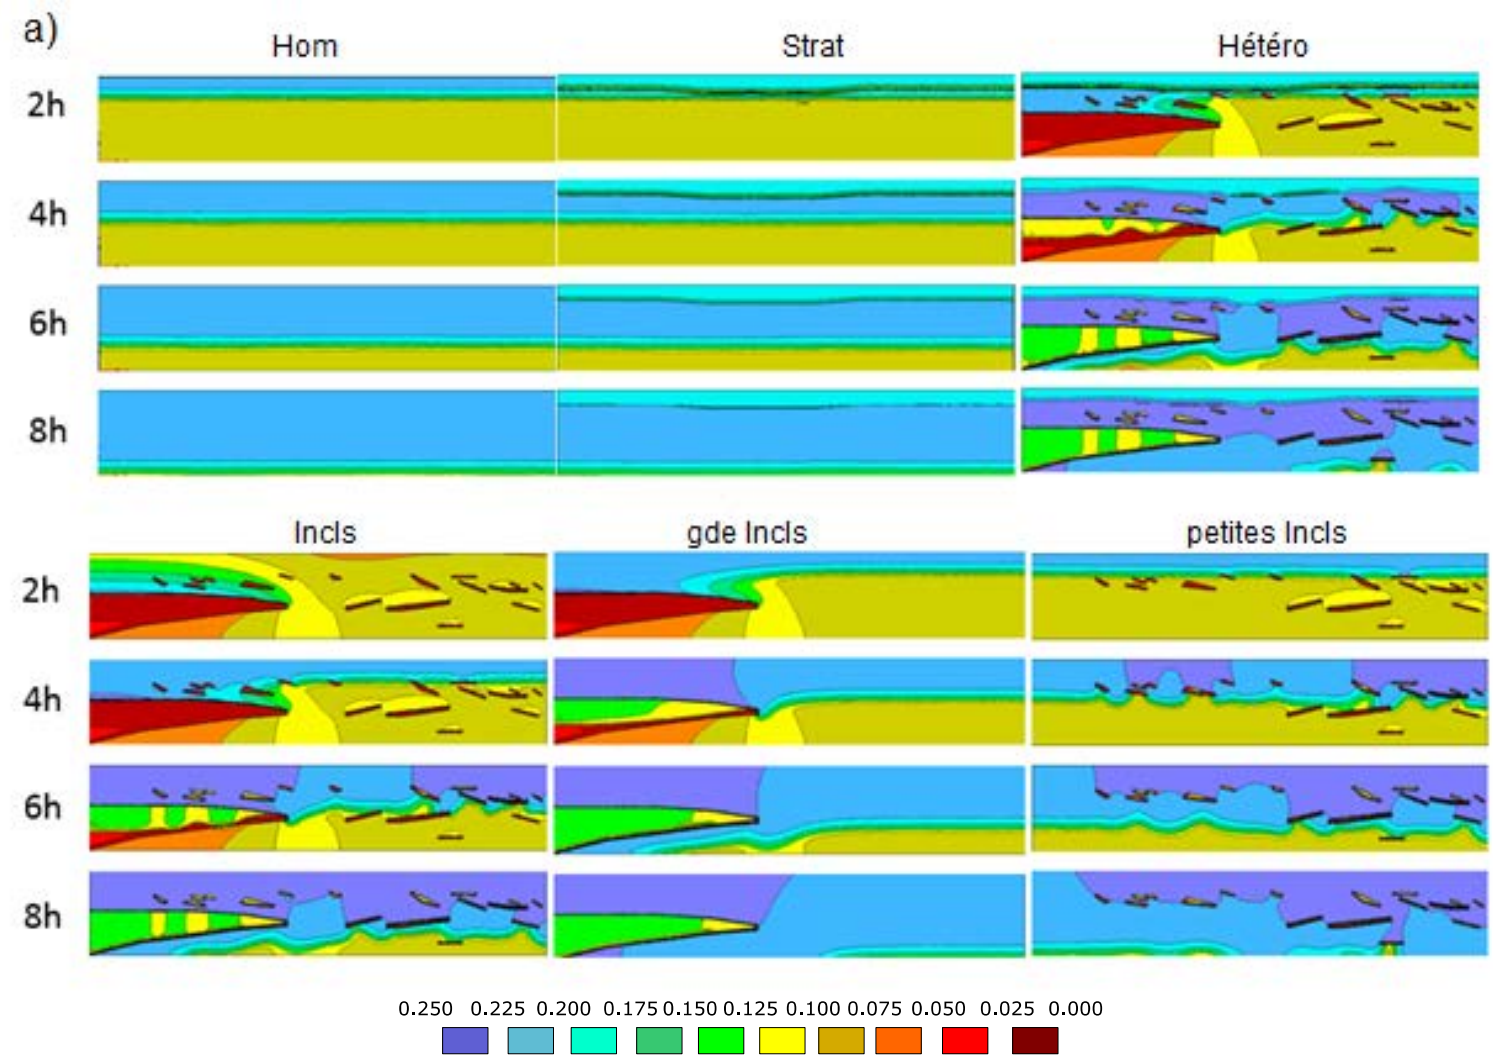 a)
Hom Strat Hétéro
2h
4h
6h
8h
Incls gde Incls petites Incls
2h
4h
6h
8h
0.250 0.225 0.200 0.175 0.150 0.125 0.100 0.075 0.050 0.025 0.000